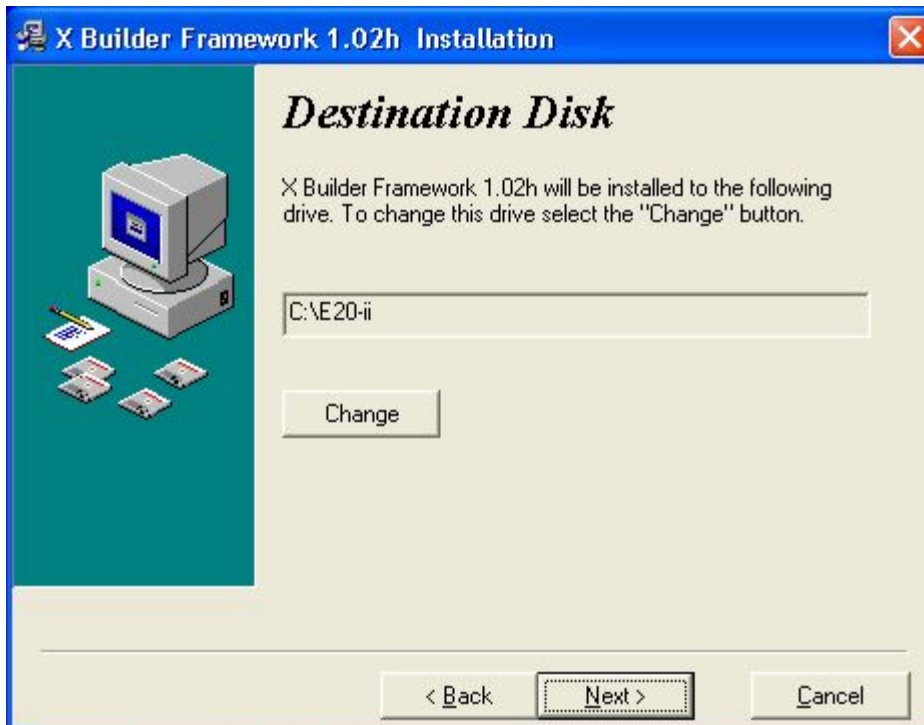 X Builder Framework 1.02h  Installation
Destination Disk
X Builder Framework 1.02h will be installed to the following
drive. To change this drive select the "Change" button.
C:\E20-ii
Change
< Back
Next >
Cancel